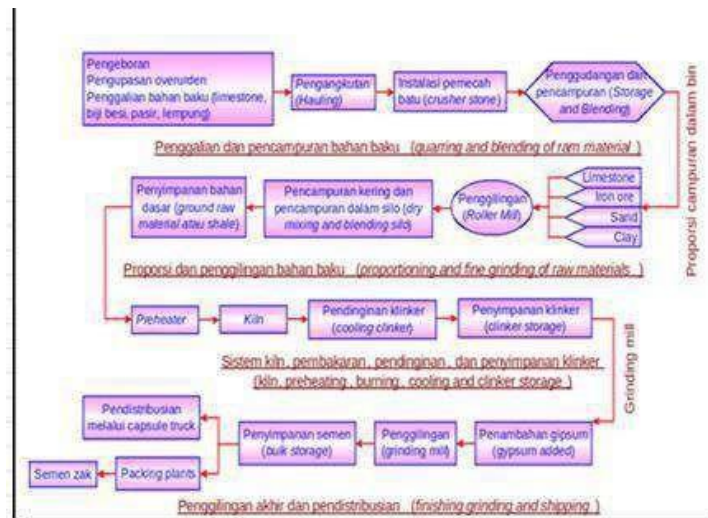 Pengeboran
Pengupasan overurden
Penggalian bahan baku (limestone,
biji besi, pasir, lempung)
Pengangkutan
(Hauling)
Instalasi pemecah
batu (crusher stone)
Penggudangan dan
pencampuran (Storage
and Blending)
Proporsi campuran dalam bin
Penggalian dan pencampuran bahan baku (quarring and blending of ram material )
Penyimpanan bahan
dasar (ground raw
material atau shale)
Pencampuran kering dan
pencampuran dalam silo (dry
mixing and blending silo)
Penggilingan
(Roller Mill)
Limestone
Iron ore
Sand
Clay
Proporsi dan penggilingan bahan baku (proportioning and fine grinding of raw materials )
Preheater
Kiln
Pendinginan klinker
(cooling clinker)
Penyimpanan klinker
(clinker storage)
Grinding mill
Sistem kiln, pembakaran, pendinginan, dan penyimpanan klinker
(kiln, preheating, burning, cooling and clinker storage )
Pendistribusian
melalui capsule truck
Penyimpanan semen
(bulk storage)
Penggilingan
(grinding mill)
Penambahan gipsum
(gypsum added)
Semen zak
Packing plants
Penggilingan akhir dan pendistribusian (finishing grinding and shipping )